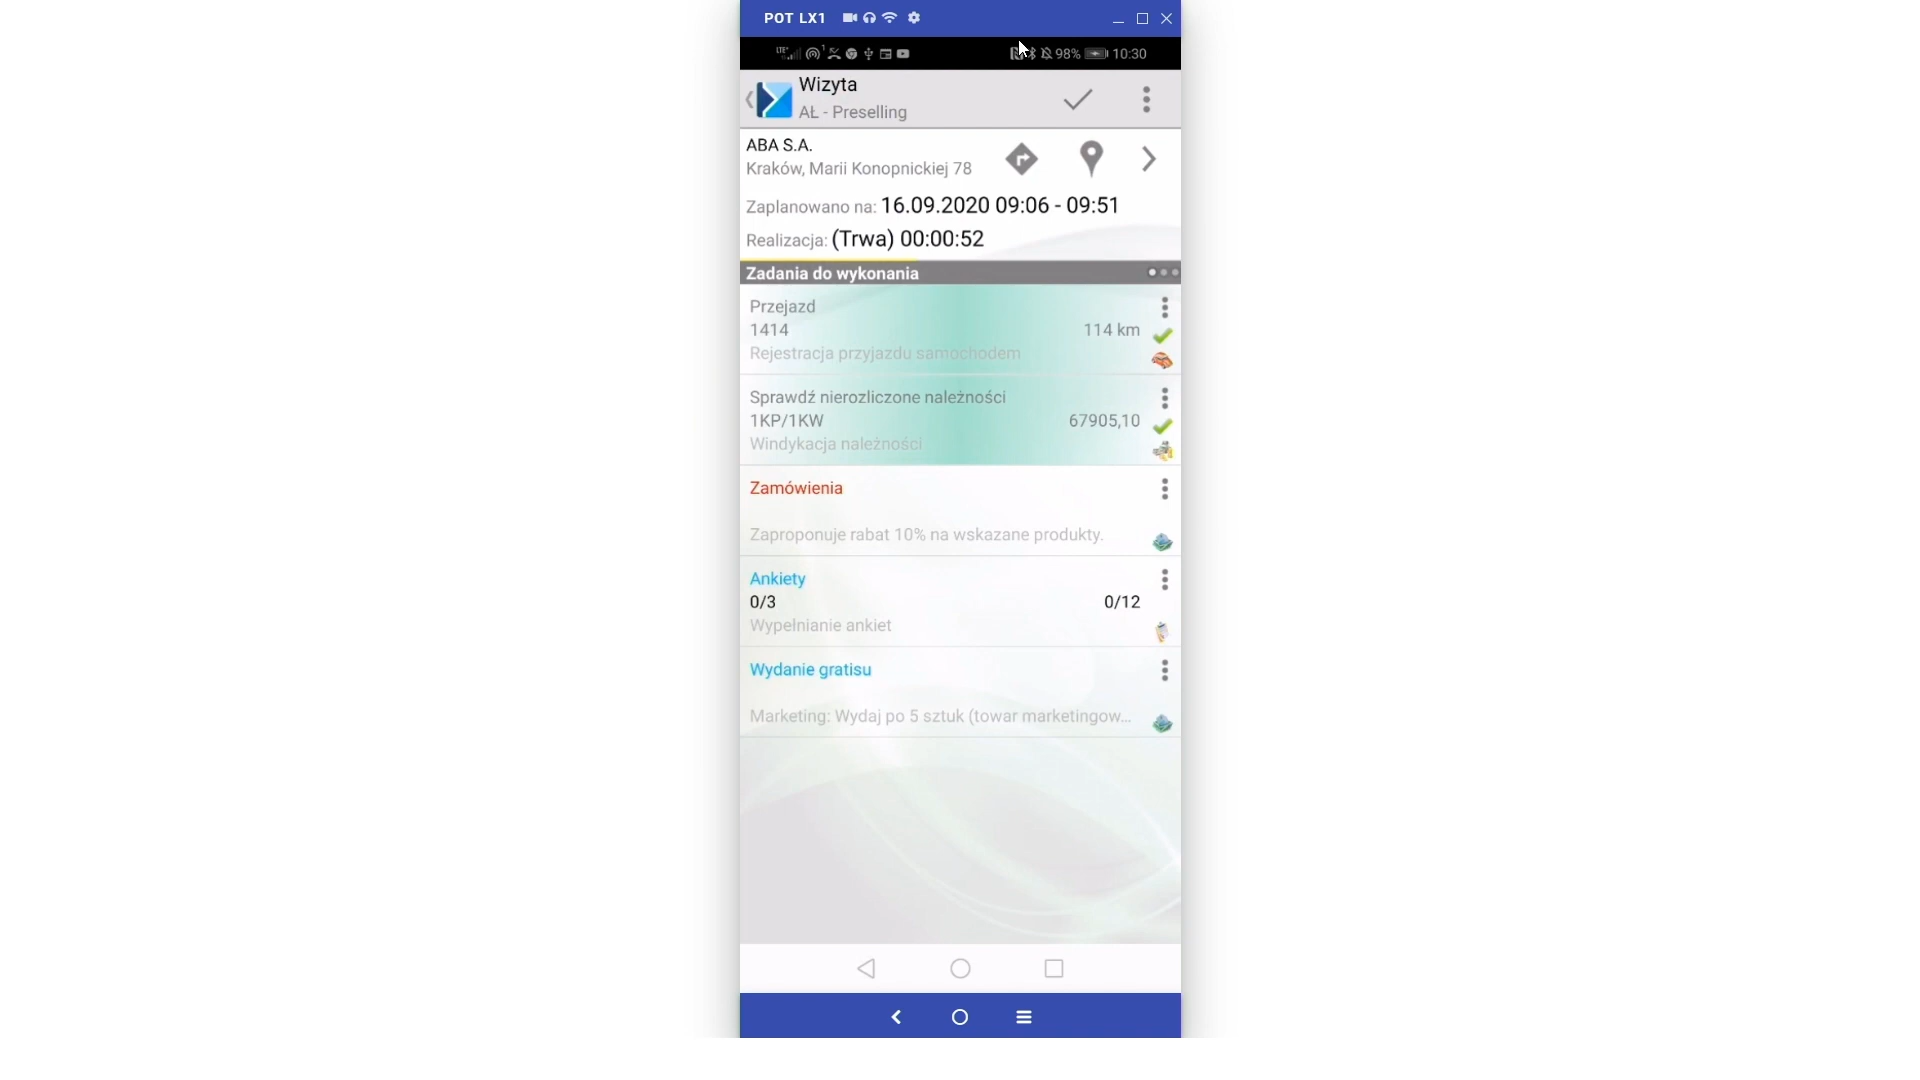 POT LX1
98% 10:30
Wizyta
AŁ - Preselling
ABA S.A.
Kraków, Marii Konopnickiej 78
Zaplanowano na: 16.09.2020 09:06 - 09:51
Realizacja: (Trwa) 00:00:52
Zadania do wykonania
Przejazd
1414 114 km
Rejestracja przyjazdu samochodem
Sprawdź nierozliczone należności
1KP/1KW 67905,10
Windykacja należności
Zamówienia
Zaproponuje rabat 10% na wskazane produkty.
Ankiety
0/3 0/12
Wypełnianie ankiet
Wydanie gratisu
Marketing: Wydaj po 5 sztuk (towar marketingow...